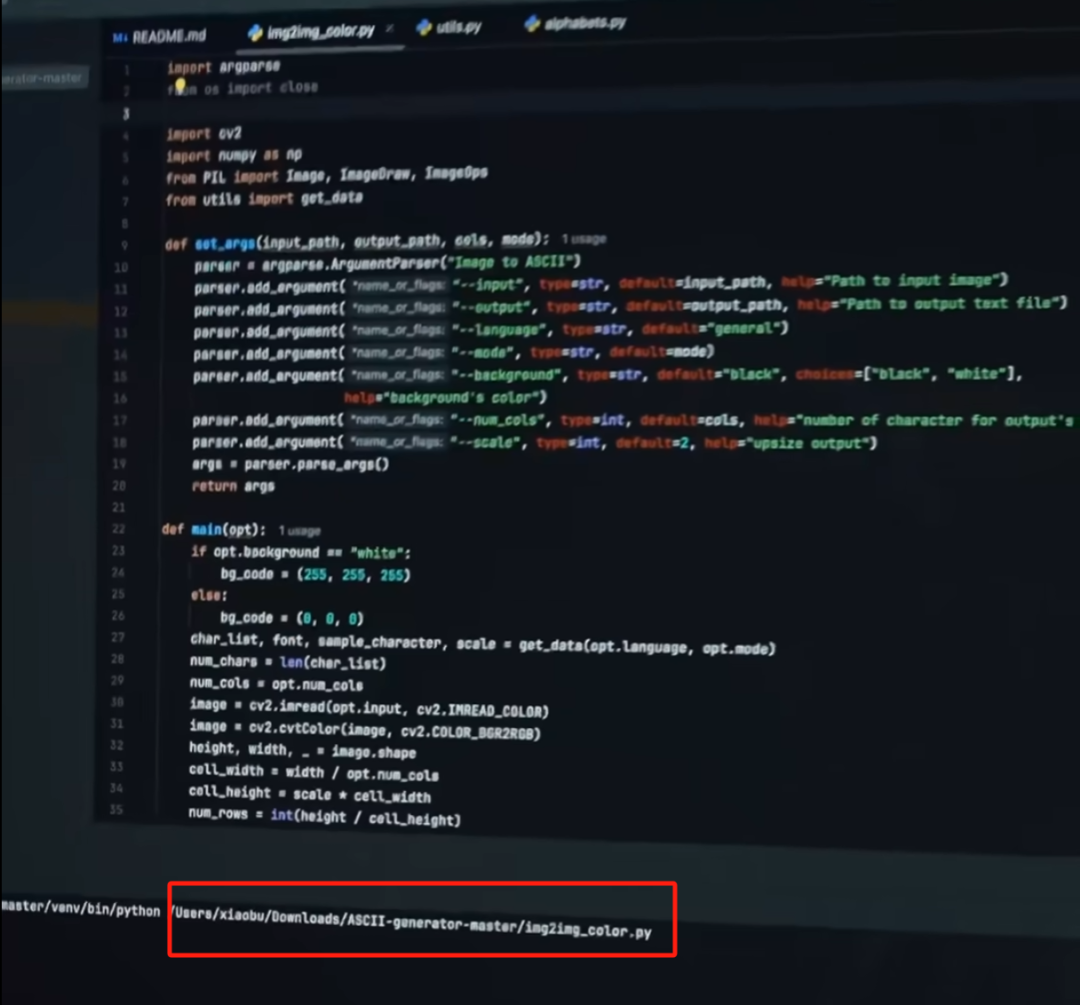 README.md img2img_color.py × utils.py alphabets.py
erator-master
1 import argparse
2 os import close
3
4 import cv2
5 import numpy as np
6 from PIL import Image, ImageDraw, ImageOps
7 from utils import get_data
8
9 def set_args(input_path, output_path, cols, mode): 1 usage
10 parser = argparse.ArgumentParser("Image to ASCII")
11 parser.add_argument( *name_or_flags: "--input", type=str, default=input_path, help="Path to input image")
12 parser.add_argument( *name_or_flags: "--output", type=str, default=output_path, help="Path to output text file")
13 parser.add_argument( *name_or_flags: "--language", type=str, default="general")
14 parser.add_argument( *name_or_flags: "--mode", type=str, default=mode)
15 parser.add_argument( *name_or_flags: "--background", type=str, default="black", choices=["black", "white"],
16 help="background's color")
17 parser.add_argument( *name_or_flags: "--num_cols", type=int, default=cols, help="number of character for output's
18 parser.add_argument( *name_or_flags: "--scale", type=int, default=2, help="upsize output")
19 args = parser.parse_args()
20 return args
21
22 def main(opt): 1 usage
23 if opt.background == "white":
24 bg_code = (255, 255, 255)
25 else:
26 bg_code = (0, 0, 0)
27 char_list, font, sample_character, scale = get_data(opt.language, opt.mode)
28 num_chars = len(char_list)
29 num_cols = opt.num_cols
30 image = cv2.imread(opt.input, cv2.IMREAD_COLOR)
31 image = cv2.cvtColor(image, cv2.COLOR_BGR2RGB)
32 height, width, _ = image.shape
33 cell_width = width / opt.num_cols
34 cell_height = scale * cell_width
35 num_rows = int(height / cell_height)
master/venv/bin/python /Users/xiaobu/Downloads/ASCII-generator-master/img2img_color.py